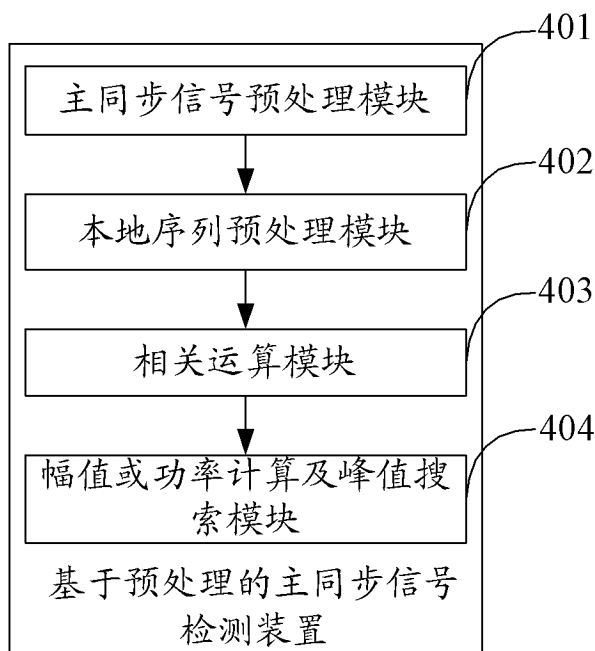 401
主同步信号预处理模块
402
本地序列预处理模块
403
相关运算模块
404
幅值或功率计算及峰值搜
索模块
基于预处理的主同步信号
检测装置